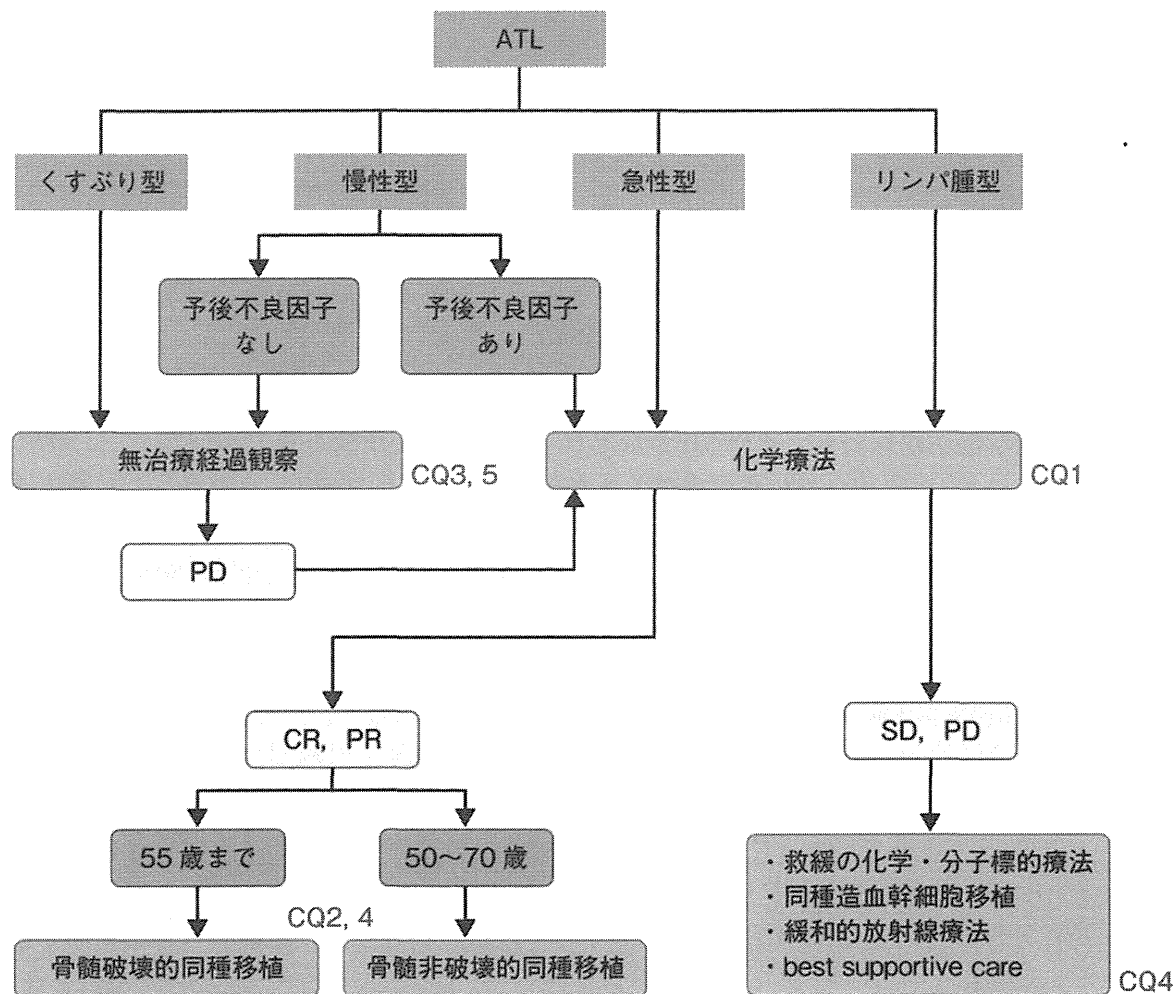 ATL
くすぶり型
慢性型
急性型
リンパ腫型
予後不良因子
なし
予後不良因子
あり
無治療経過観察
CQ3, 5
化学療法
CQ1
PD
CR, PR
SD, PD
55歳まで
50〜70歳
CQ2, 4
骨髄破壊的同種移植
骨髄非破壊的同種移植
・救援の化学・分子標的療法
・同種造血幹細胞移植
・緩和的放射線療法
・best supportive care
CQ4